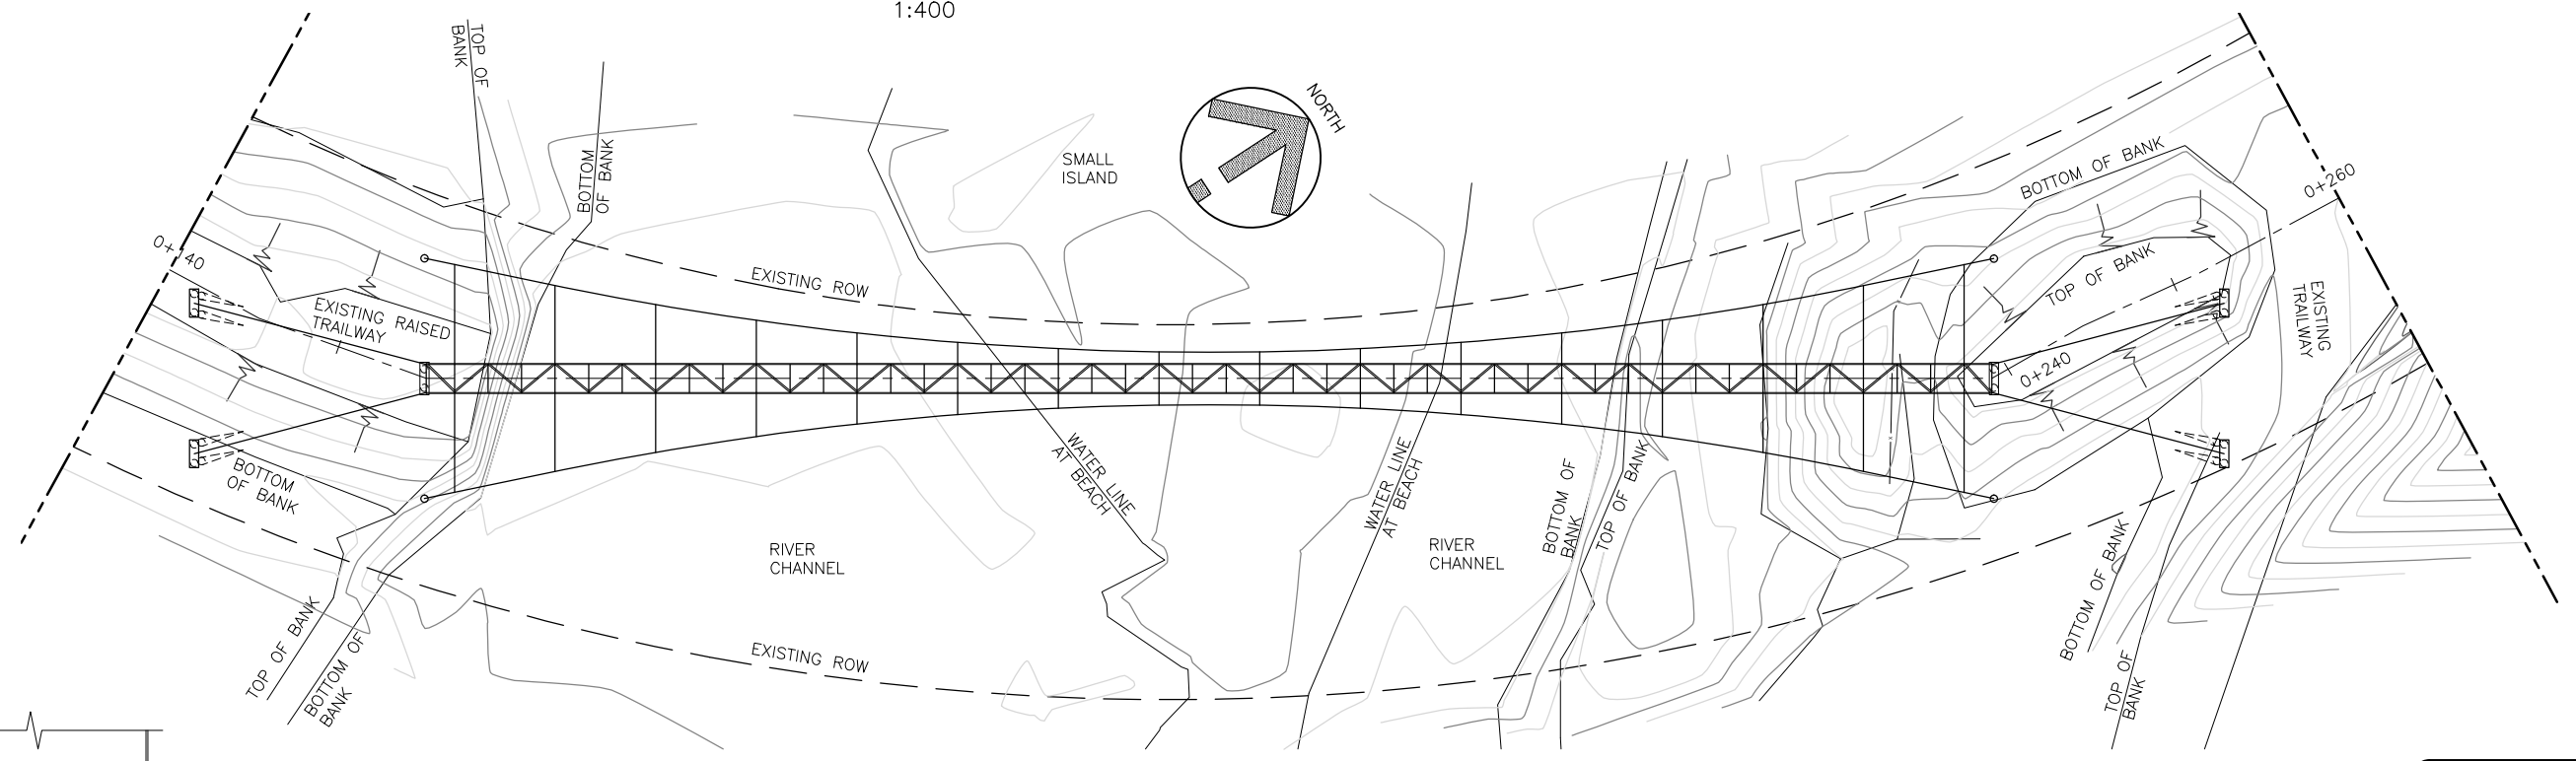 1:400
TOP OF
BANK
BOTTOM
OF BANK
SMALL
ISLAND
NORTH
BOTTOM OF BANK
0+260
EXISTING ROW
TOP OF BANK
EXISTING RAISED
TRAILWAY
EXISTING
TRAILWAY
0+240
BOTTOM
OF BANK
WATER LINE
AT BEACH
WATER LINE
AT BEACH
BOTTOM OF
BANK
TOP OF BANK
RIVER
CHANNEL
RIVER
CHANNEL
BOTTOM OF BANK
TOP OF BANK
BOTTOM OF
BANK
EXISTING ROW
TOP OF
BANK